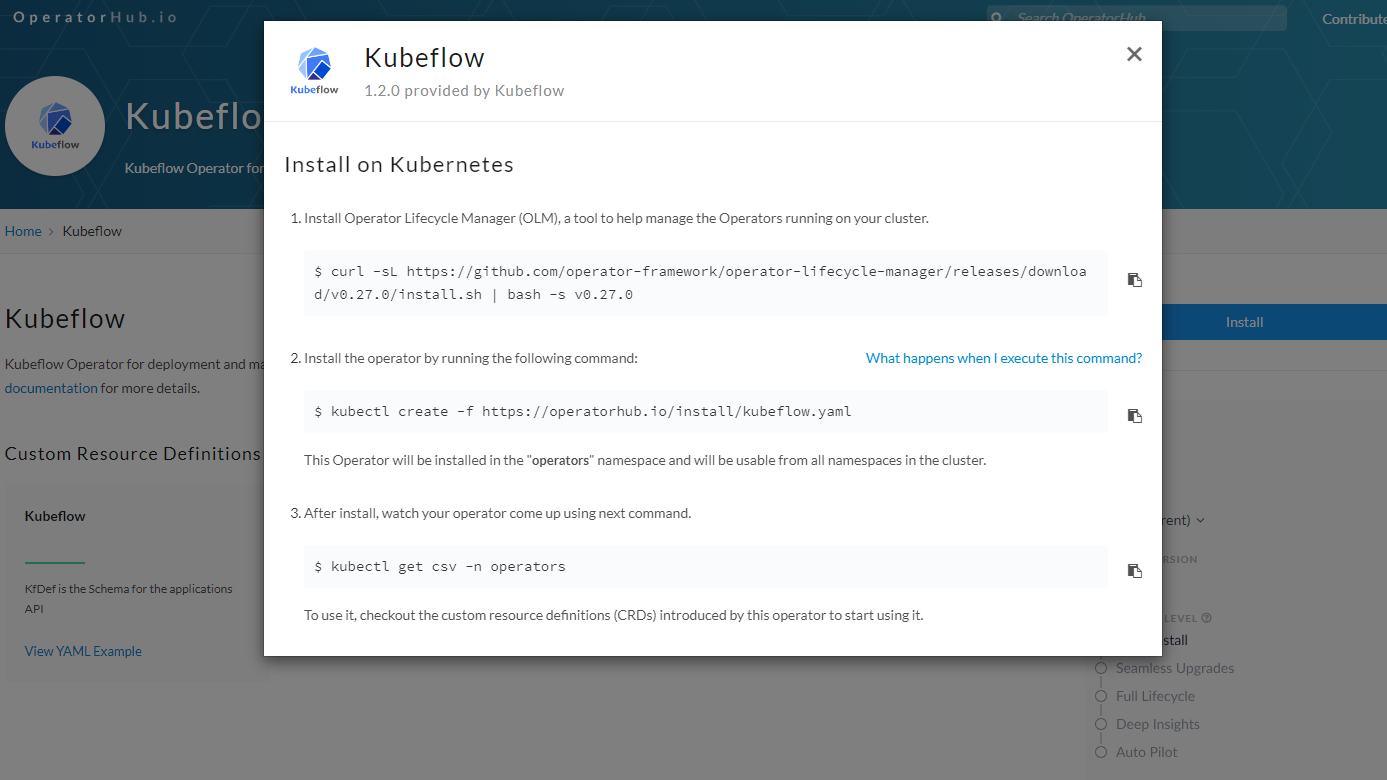 OperatorHub.io
Search OperatorHub
Contribute
Kubeflow
Kubeflow
1.2.0 provided by Kubeflow
Kubeflow
Kubeflo
Kubeflow Operator for
Home > Kubeflow
Install on Kubernetes
1. Install Operator Lifecycle Manager (OLM), a tool to help manage the Operators running on your cluster.
$ curl -sL https://github.com/operator-framework/operator-lifecycle-manager/releases/downloa
d/v0.27.0/install.sh | bash -s v0.27.0
2. Install the operator by running the following command:
What happens when I execute this command?
$ kubectl create -f https://operatorhub.io/install/kubeflow.yaml
This Operator will be installed in the "operators" namespace and will be usable from all namespaces in the cluster.
3. After install, watch your operator come up using next command.
$ kubectl get csv -n operators
To use it, checkout the custom resource definitions (CRDs) introduced by this operator to start using it.
Kubeflow
Kubeflow Operator for deployment and ma
documentation for more details.
Custom Resource Definitions
Kubeflow
KfDef is the Schema for the applications
API
View YAML Example
Install
rent)
RSION
LEVEL
stall
Seamless Upgrades
Full Lifecycle
Deep Insights
Auto Pilot